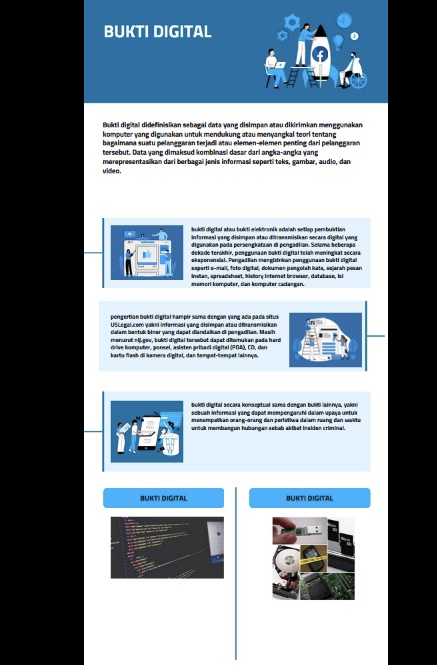 BUKTI DIGITAL
Bukti digital didefinisikan sebagai data yang disimpan atau dikirimkan menggunakan
komputer yang digunakan untuk mendukung atau menyangkal teori tentang
bagaimana suatu pelanggaran terjadi atau elemen-elemen penting dari pelanggaran
tersebut. Data yang dimaksud kombinasi dasar dari angka-angka yang
merepresentasikan dari berbagai jenis informasi seperti teks, gambar, audio, dan
video.
bukti digital atau bukti elektronik adalah setiap pembuktian
informasi yang disimpan atau ditransmisikan secara digital yang
digunakan pada persengkataan di pengadilan. Selama beberapa
dekade terakhir, penggunaan bukti digital telah meningkat secara
eksponensial. Pengadilan mengizinkan penggunaan bukti digital
seperti e-mail, foto digital, dokumen pengolah kata, sejarah pesan
instan, spreadsheet, history internet browser, database, isi
memori komputer, dan komputer cadangan.
pengertian bukti digital hampir sama dengan yang ada pada situs
USLegal.com yakni informasi yang disimpan atau ditransmisikan
dalam bentuk biner yang dapat diandalkan di pengadilan. Masih
menurut nij.gov, bukti digital tersebut dapat ditemukan pada hard
drive komputer, ponsel, asisten pribadi digital (PDA), CD, dan
kartu flash di kamera digital, dan tempat-tempat lainnya.
bukti digital secara konseptual sama dengan bukti lainnya, yakni
sebuah informasi yang dapat mempengaruhi dalam upaya untuk
menempatkan orang-orang dan peristiwa dalam ruang dan waktu
untuk membangun hubungan sebab akibat insiden criminal.
BUKTI DIGITAL
BUKTI DIGITAL